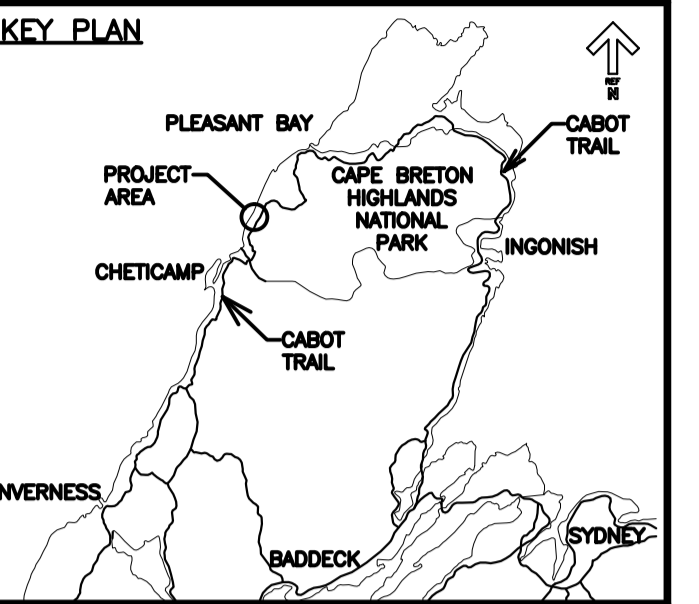 KEY PLAN
REF
N
PLEASANT BAY
CABOT
TRAIL
PROJECT
AREA
CAPE BRETON
HIGHLANDS
NATIONAL
PARK
INGONISH
CHETICAMP
CABOT
TRAIL
NVERNESS
SYDNEY
BADDECK